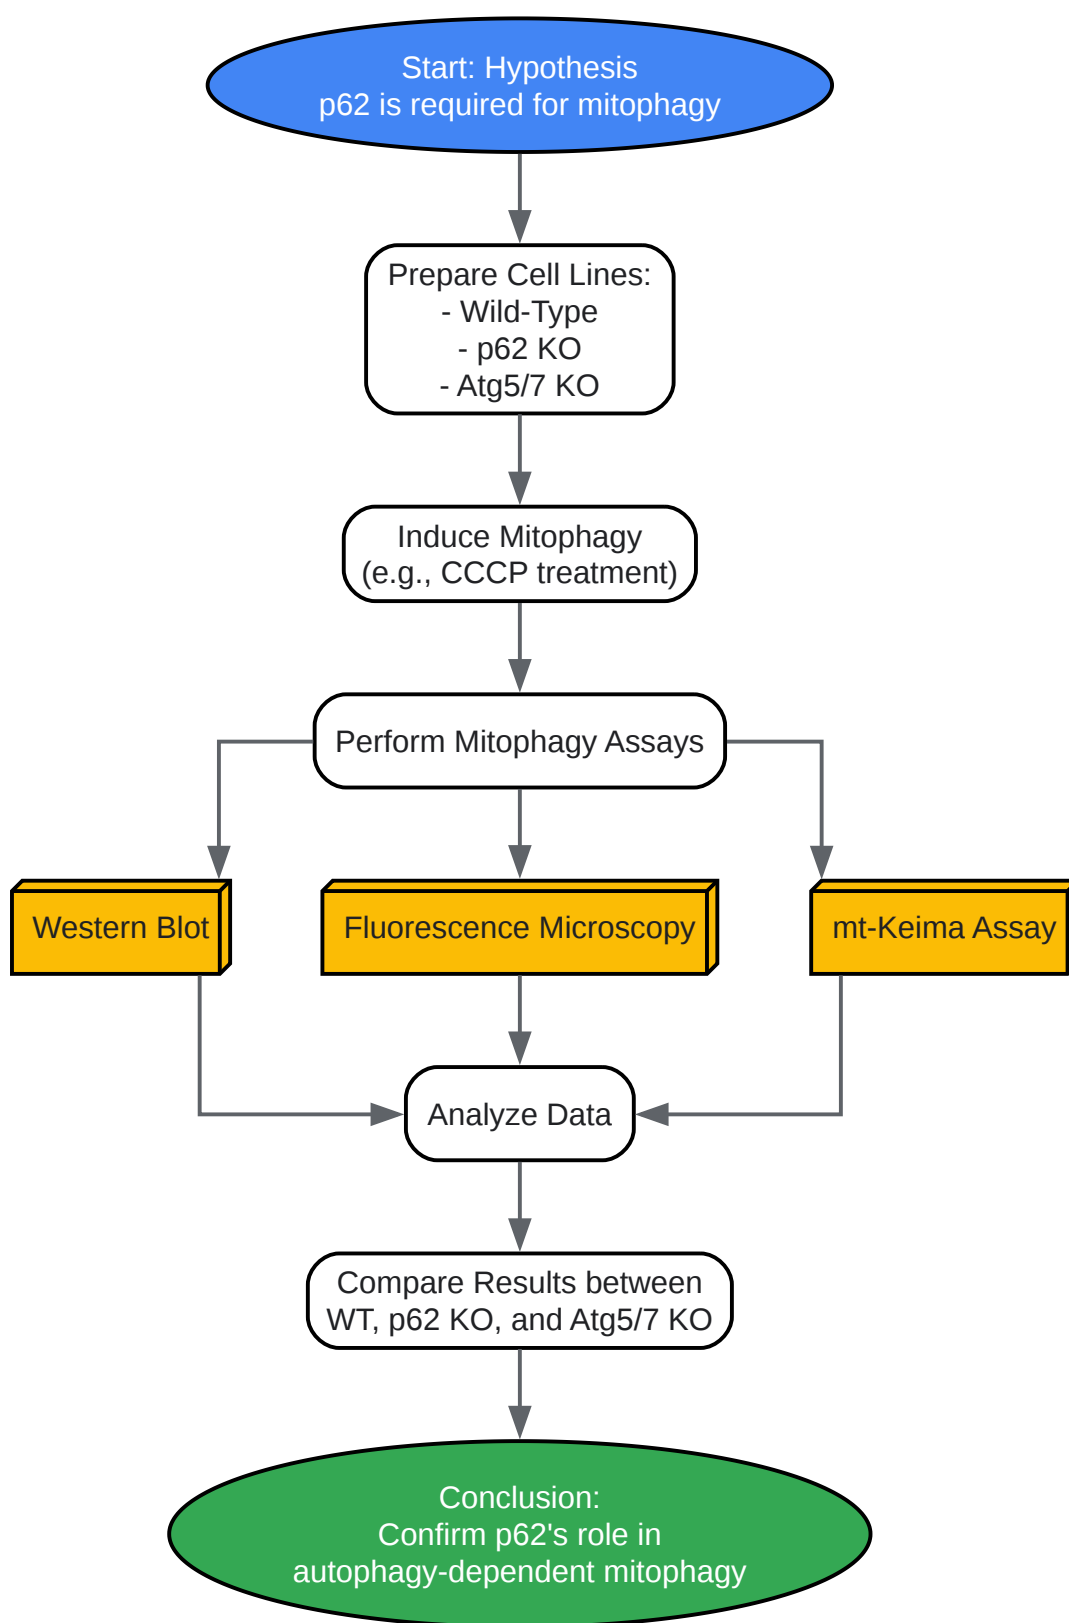 Start: Hypothesis
p62 is required for mitophagy
Prepare Cell Lines:
- Wild-Type
- p62 KO
- Atg5/7 KO
Induce Mitophagy
(e.g., CCCP treatment)
Perform Mitophagy Assays
Western Blot
Fluorescence Microscopy
mt-Keima Assay
Analyze Data
Compare Results between
WT, p62 KO, and Atg5/7 KO
Conclusion:
Confirm p62's role in
autophagy-dependent mitophagy